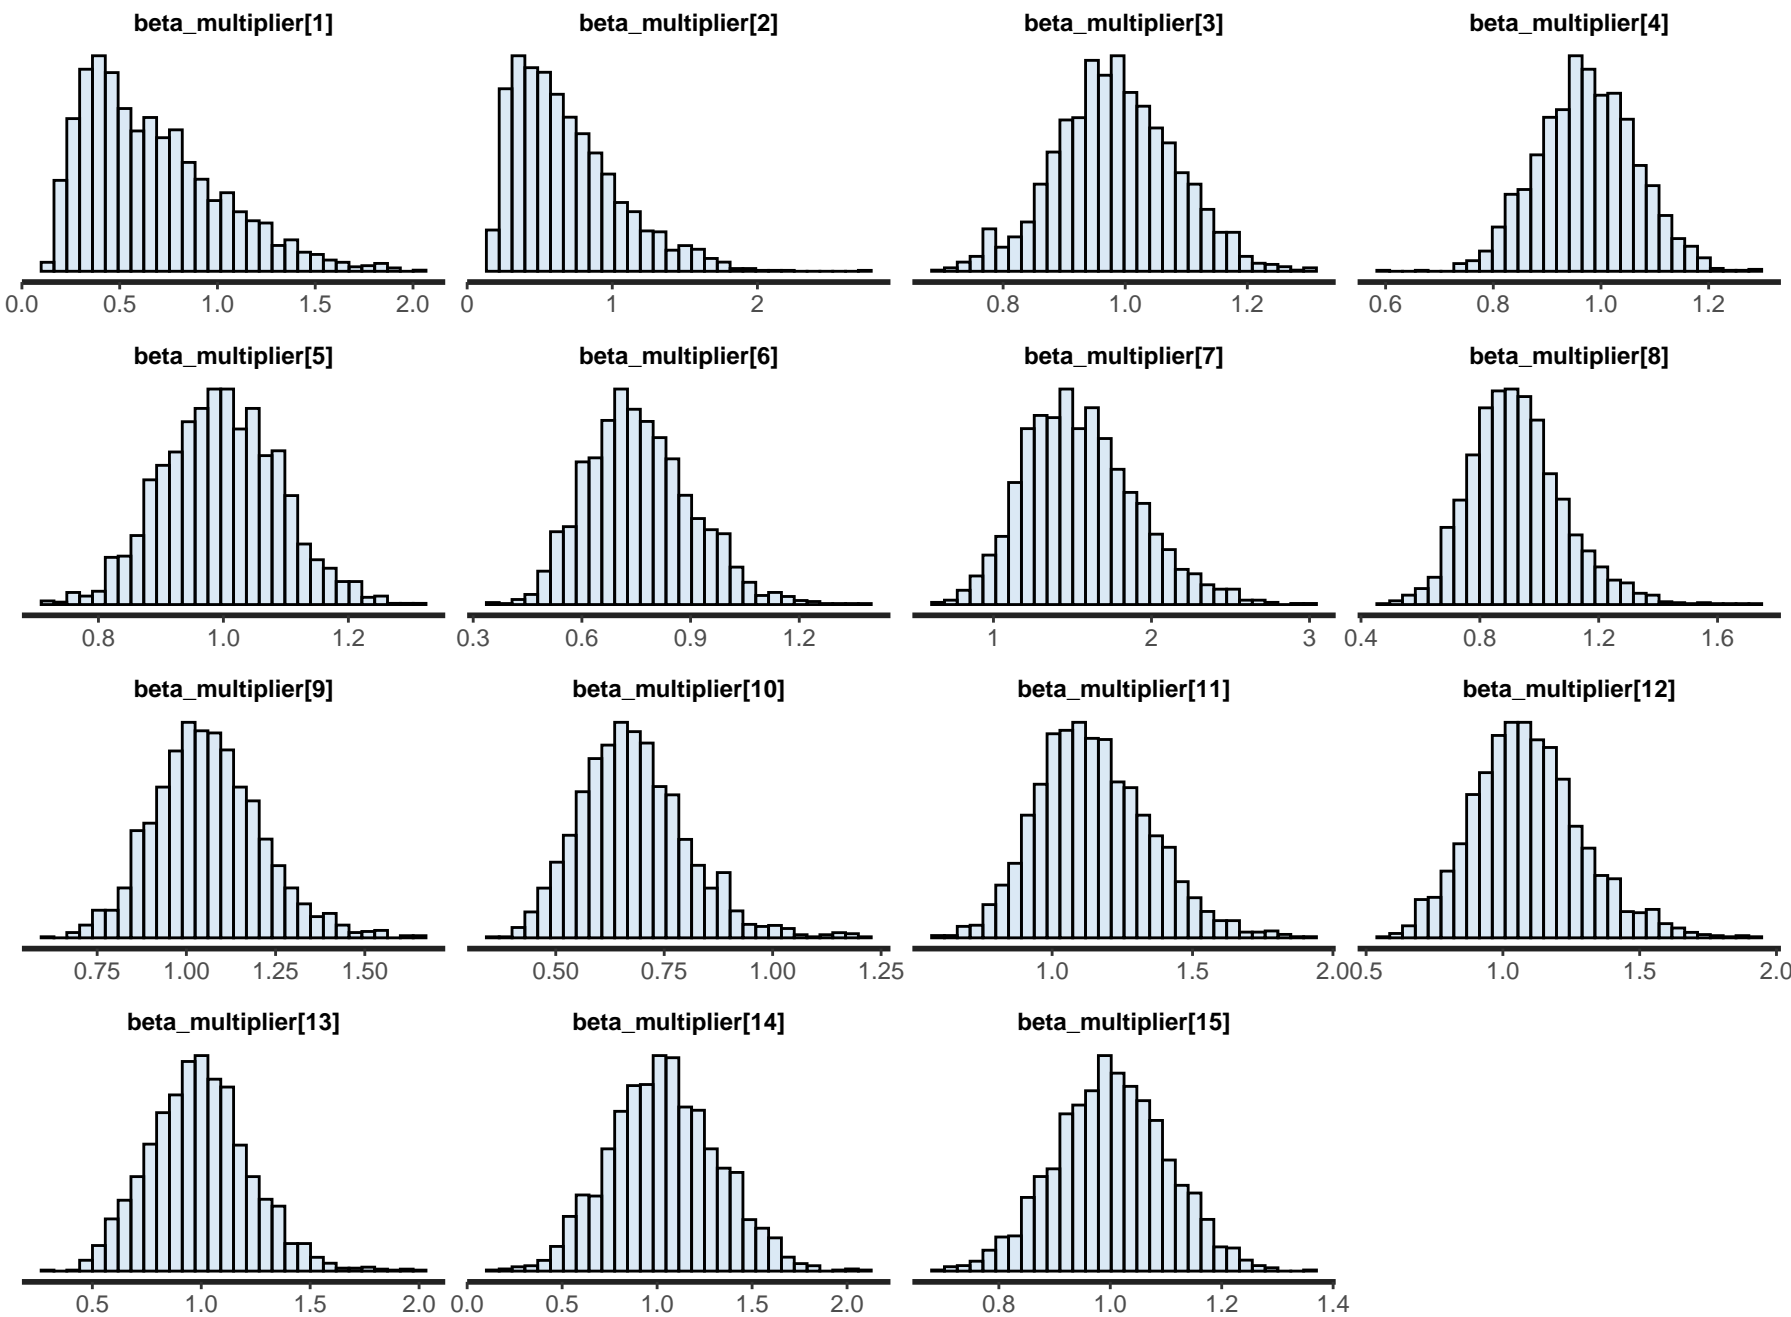 beta_multiplier[1] beta_multiplier[2] beta_multiplier[3] beta_multiplier[4]
0.0 0.5 1.0 1.5 2.0 0 1 2 0.8 1.0 1.2 0.6 0.8 1.0 1.2
beta_multiplier[5] beta_multiplier[6] beta_multiplier[7] beta_multiplier[8]
0.8 1.0 1.2 0.3 0.6 0.9 1.2 1 2 3 0.4 0.8 1.2 1.6
beta_multiplier[9] beta_multiplier[10] beta_multiplier[11] beta_multiplier[12]
0.75 1.00 1.25 1.50 0.50 0.75 1.00 1.25 1.0 1.5 2.0 0.5 1.0 1.5 2.0
beta_multiplier[13] beta_multiplier[14] beta_multiplier[15]
0.5 1.0 1.5 2.0 0.0 0.5 1.0 1.5 2.0 0.8 1.0 1.2 1.4